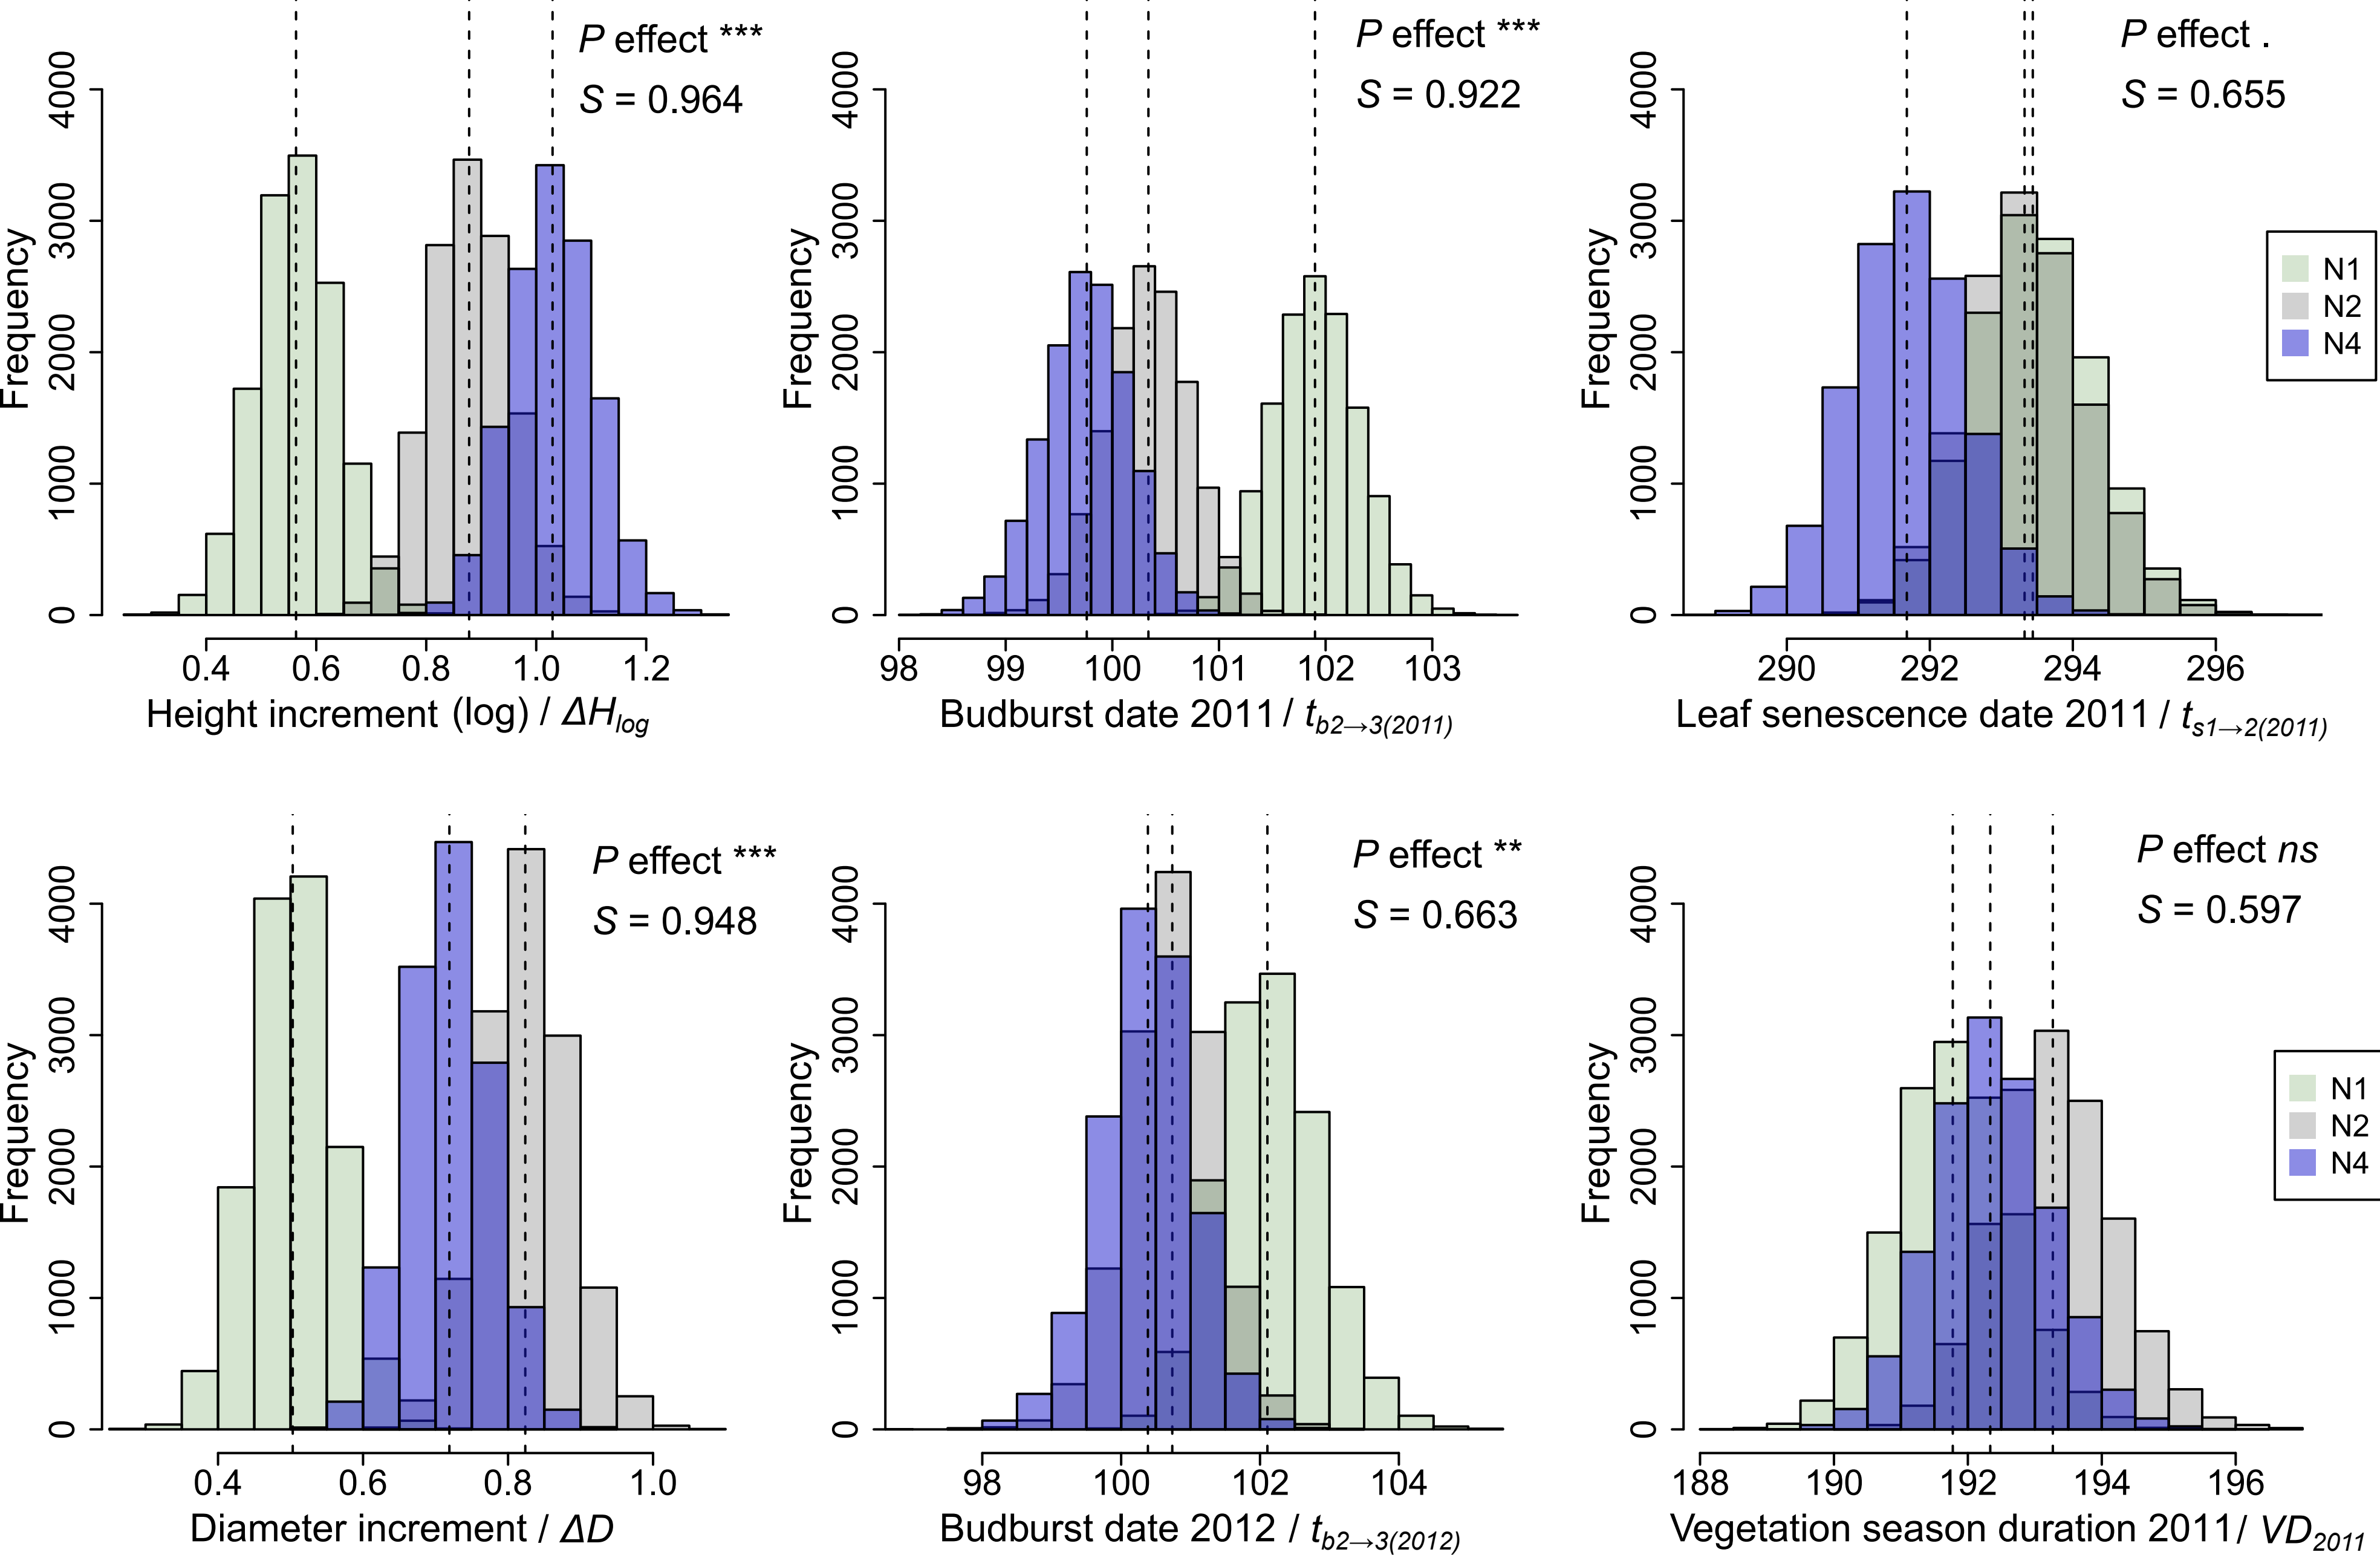 P effect ***
S = 0.964
Frequency
0 1000 2000 3000 4000
0.4 0.6 0.8 1.0 1.2
Height increment (log) / ΔHlog
P effect ***
S = 0.922
Frequency
0 1000 2000 3000 4000
98 99 100 101 102 103
Budburst date 2011 / tb2→3(2011)
P effect .
S = 0.655
Frequency
0 1000 2000 3000 4000
290 292 294 296
Leaf senescence date 2011 / ts1→2(2011)
N1
N2
N4
P effect ***
S = 0.948
Frequency
0 1000 2000 3000 4000
0.4 0.6 0.8 1.0
Diameter increment / ΔD
P effect **
S = 0.663
Frequency
0 1000 2000 3000 4000
98 100 102 104
Budburst date 2012 / tb2→3(2012)
P effect ns
S = 0.597
Frequency
0 1000 2000 3000 4000
188 190 192 194 196
Vegetation season duration 2011/ VD2011
N1
N2
N4